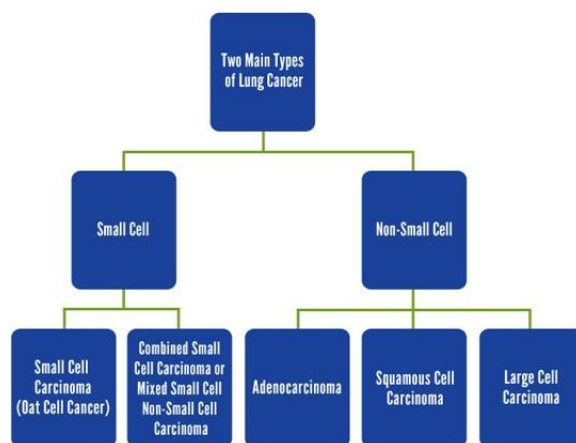 Two Main Types
of Lung Cancer
Small Cell
Non-Small Cell
Small Cell
Carcinoma
(Oat Cell Cancer)
Combined Small
Cell Carcinoma or
Mixed Small Cell
Non-Small Cell
Carcinoma
Adenocarcinoma
Squamous Cell
Carcinoma
Large Cell
Carcinoma